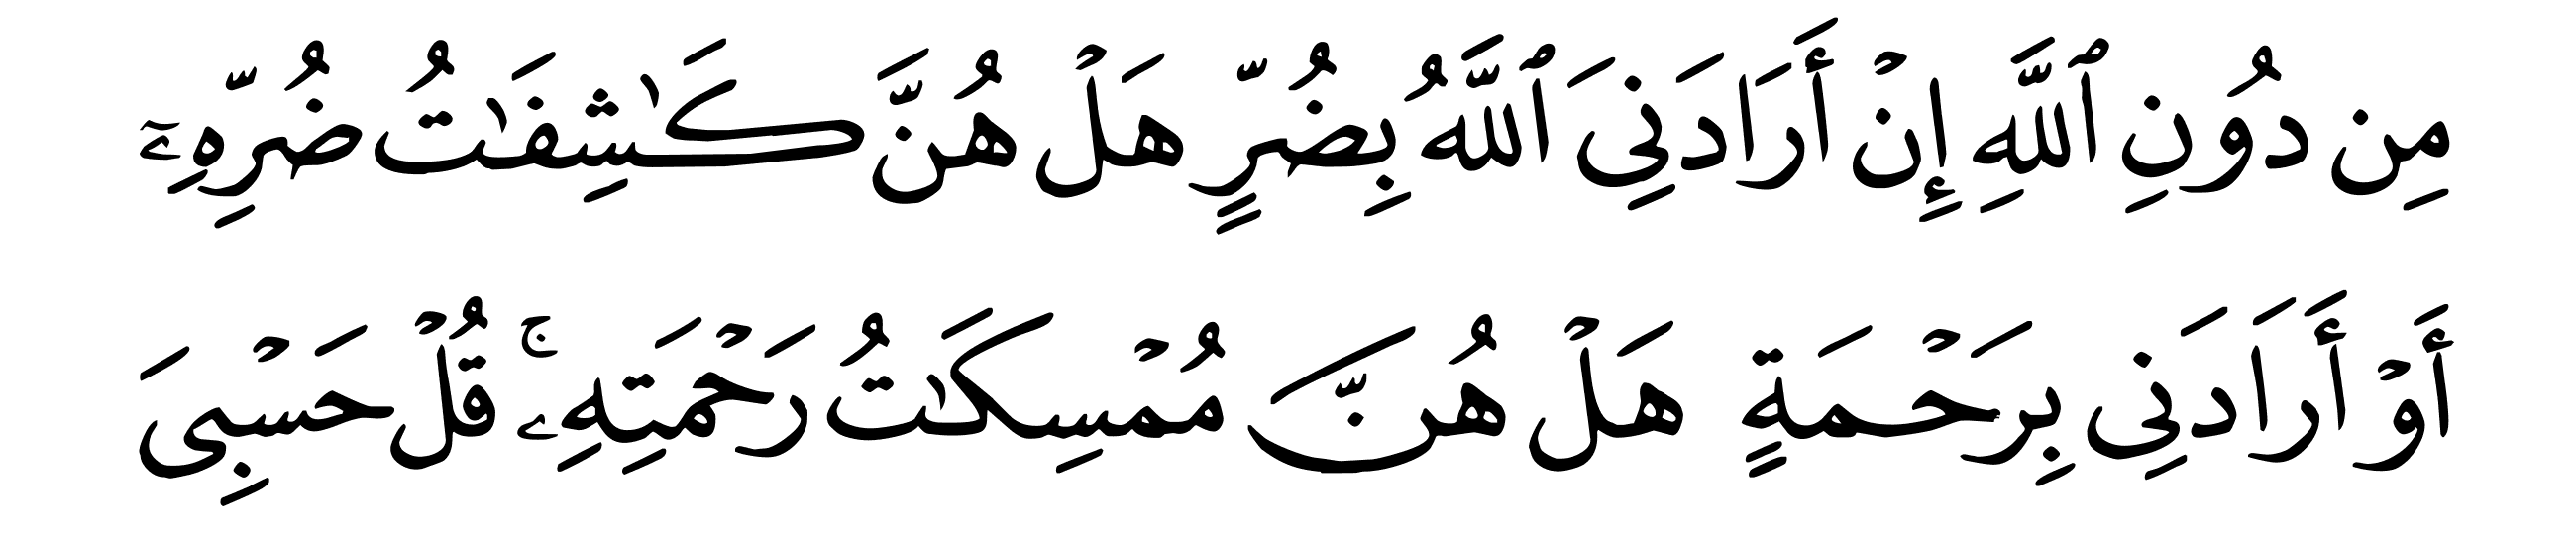 مِن دُونِ ٱللَّهِ إِنْ أَرَادَنِىَ ٱللَّهُ بِضُرٍّ هَلْ هُنَّ كَـٰشِفَـٰتُ ضُرِّهِۦٓ
أَوْ أَرَادَنِى بِرَحْمَةٍ هَلْ هُنَّ مُمْسِكَـٰتُ رَحْمَتِهِۦ ۚ قُلْ حَسْبِىَ